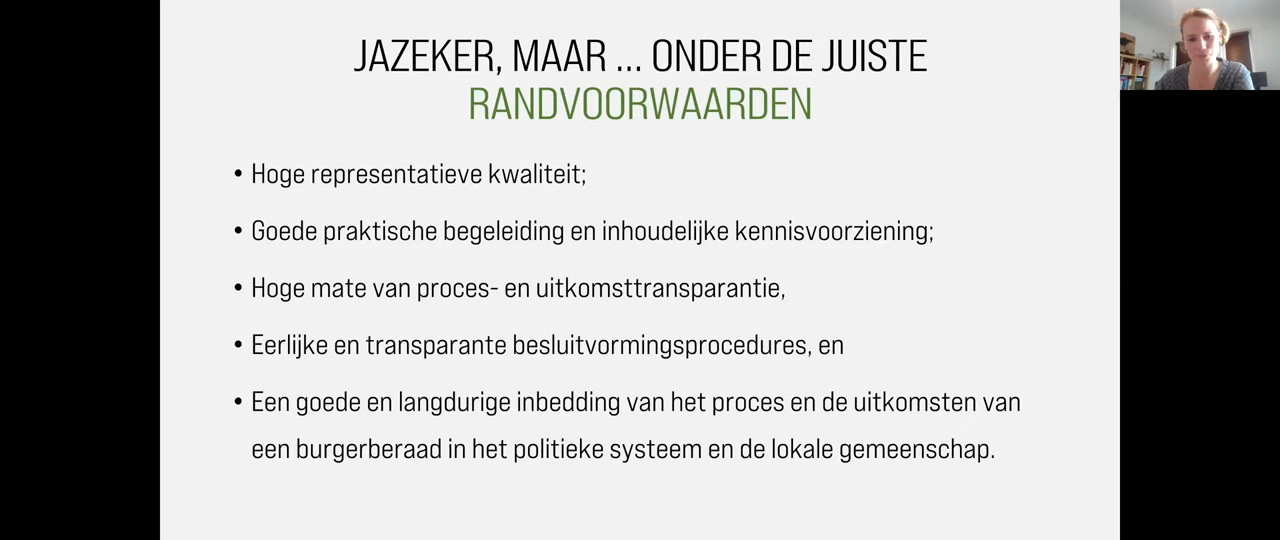 JAZEKER, MAAR ... ONDER DE JUISTE
RANDVOORWAARDEN
• Hoge representatieve kwaliteit;
• Goede praktische begeleiding en inhoudelijke kennisvoorziening;
• Hoge mate van proces- en uitkomsttransparantie,
• Eerlijke en transparante besluitvormingsprocedures, en
• Een goede en langdurige inbedding van het proces en de uitkomsten van
een burgerberaad in het politieke systeem en de lokale gemeenschap.